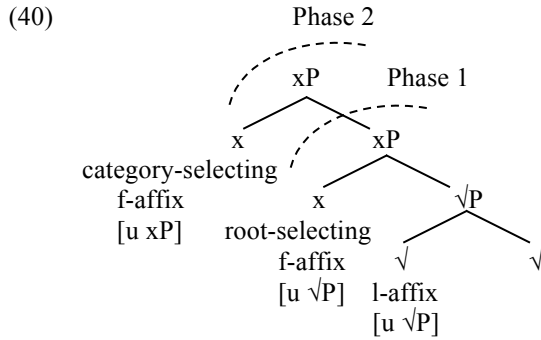 (40)
Phase 2
xP Phase 1
x xP
category-selecting
f-affix x √P
[u xP] root-selecting
f-affix √ √
[u √P] l-affix
[u √P]